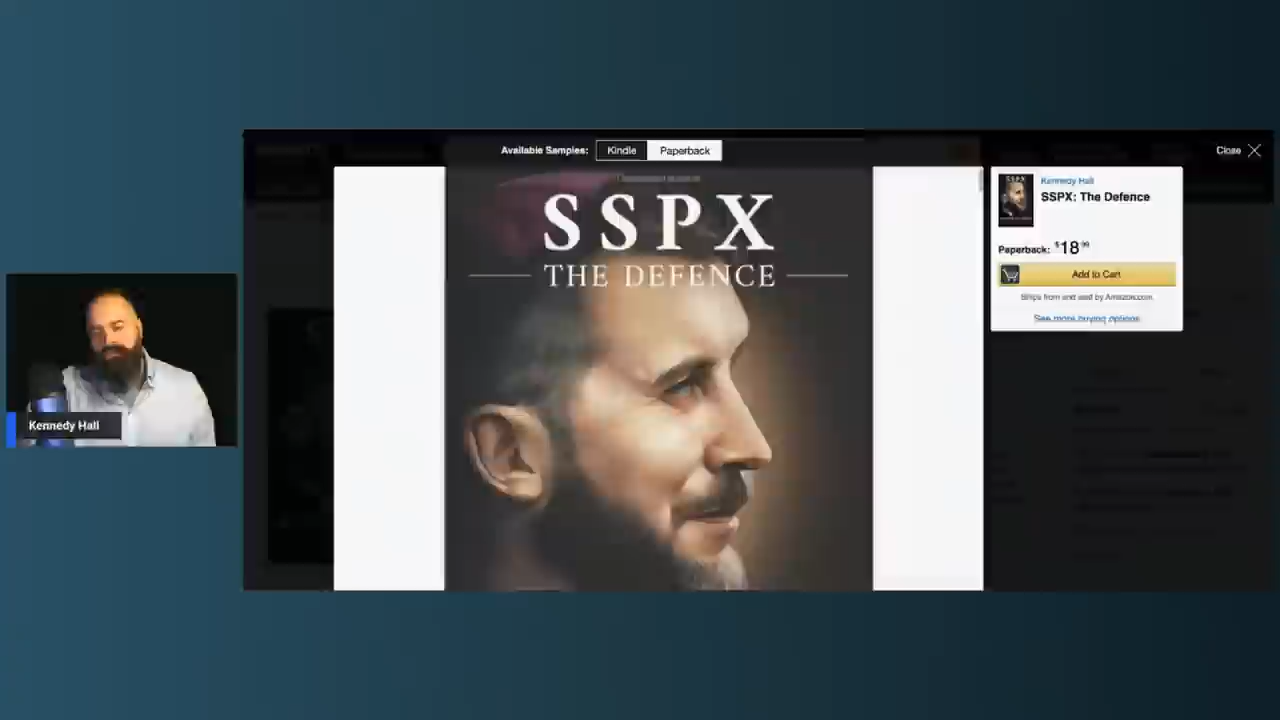 Available Samples: Kindle Paperback
Close
SSPX
THE DEFENCE
Kennedy Hall
SSPX: The Defence
Paperback: $18.99
Add to Cart
Ships from and sold by Amazon.com.
See more buying options
SSPX
Kennedy Hall